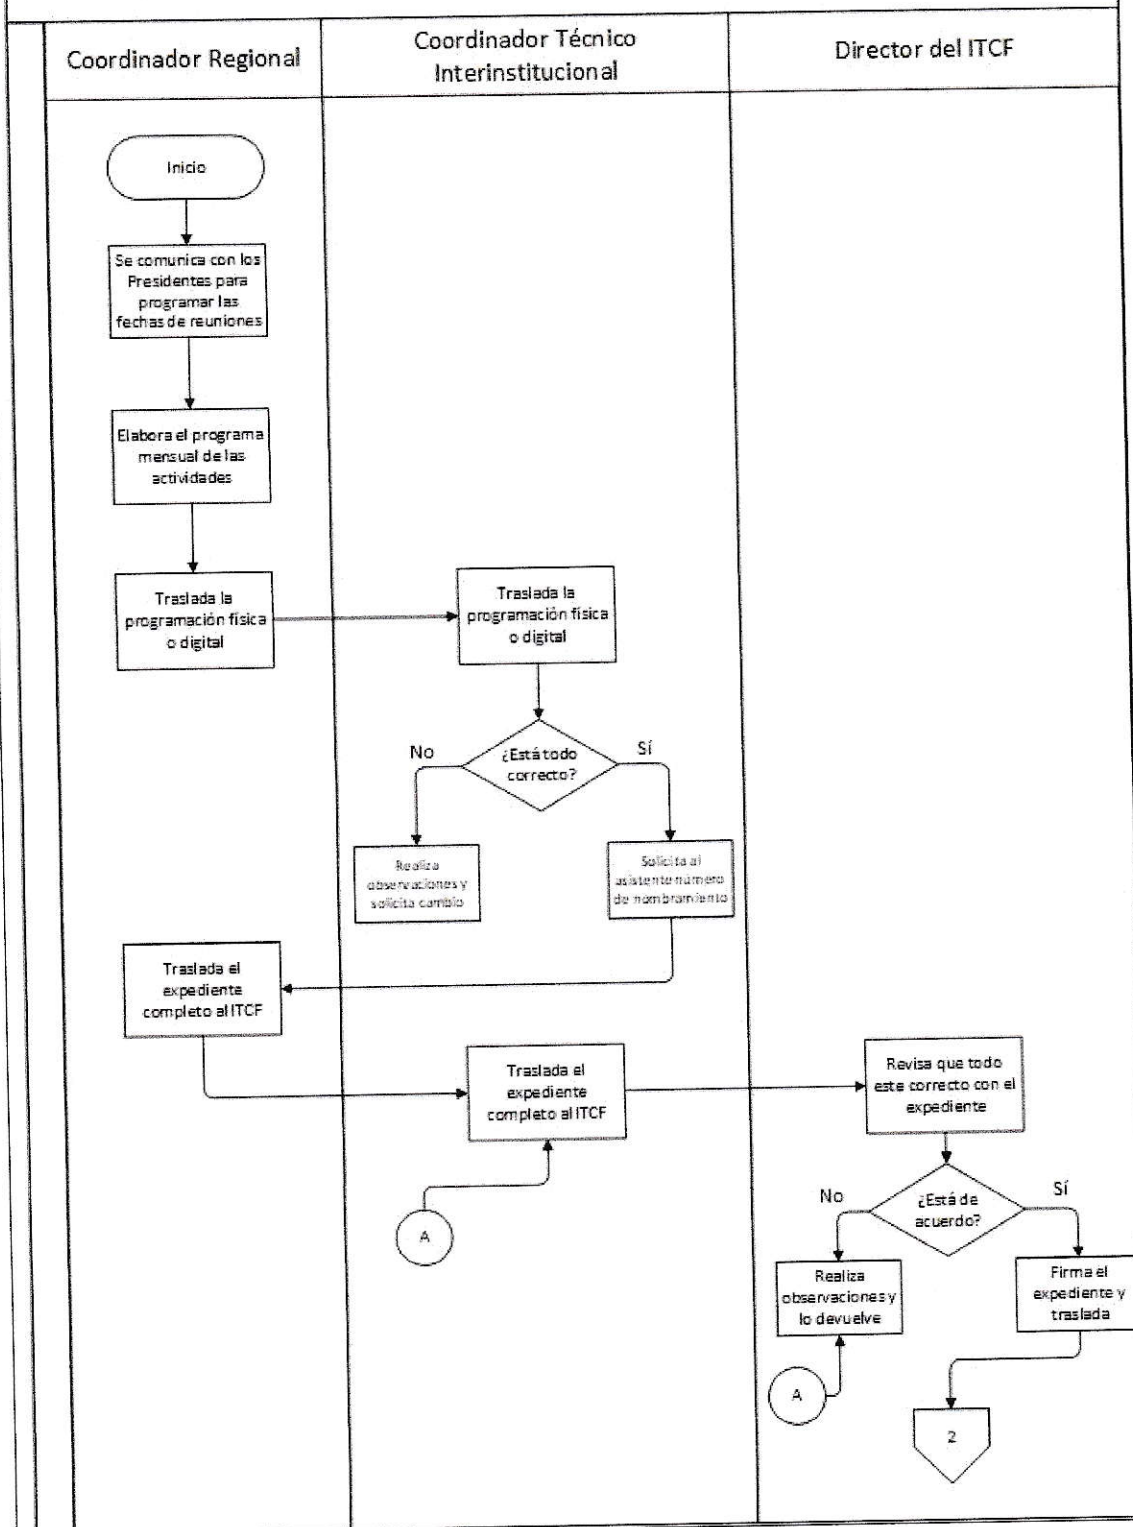 Coordinador Regional
Coordinador Técnico
Interinstitucional
Director del ITCF
Inicio
Se comunica con los
Presidentes para
programar las
fechas de reuniones
Elabora el programa
mensual de las
actividades
Traslada la
programación física
o digital
Traslada la
programación física
o digital
¿Está todo
correcto?
No
Sí
Realiza
observaciones y
solicita cambio
Solicita al
asistente número
de nombramiento
Traslada el
expediente
completo al ITCF
Traslada el
expediente
completo al ITCF
Revisa que todo
este correcto con el
expediente
A
¿Está de
acuerdo?
No
Sí
Realiza
observaciones y
lo devuelve
Firma el
expediente y
traslada
A
2